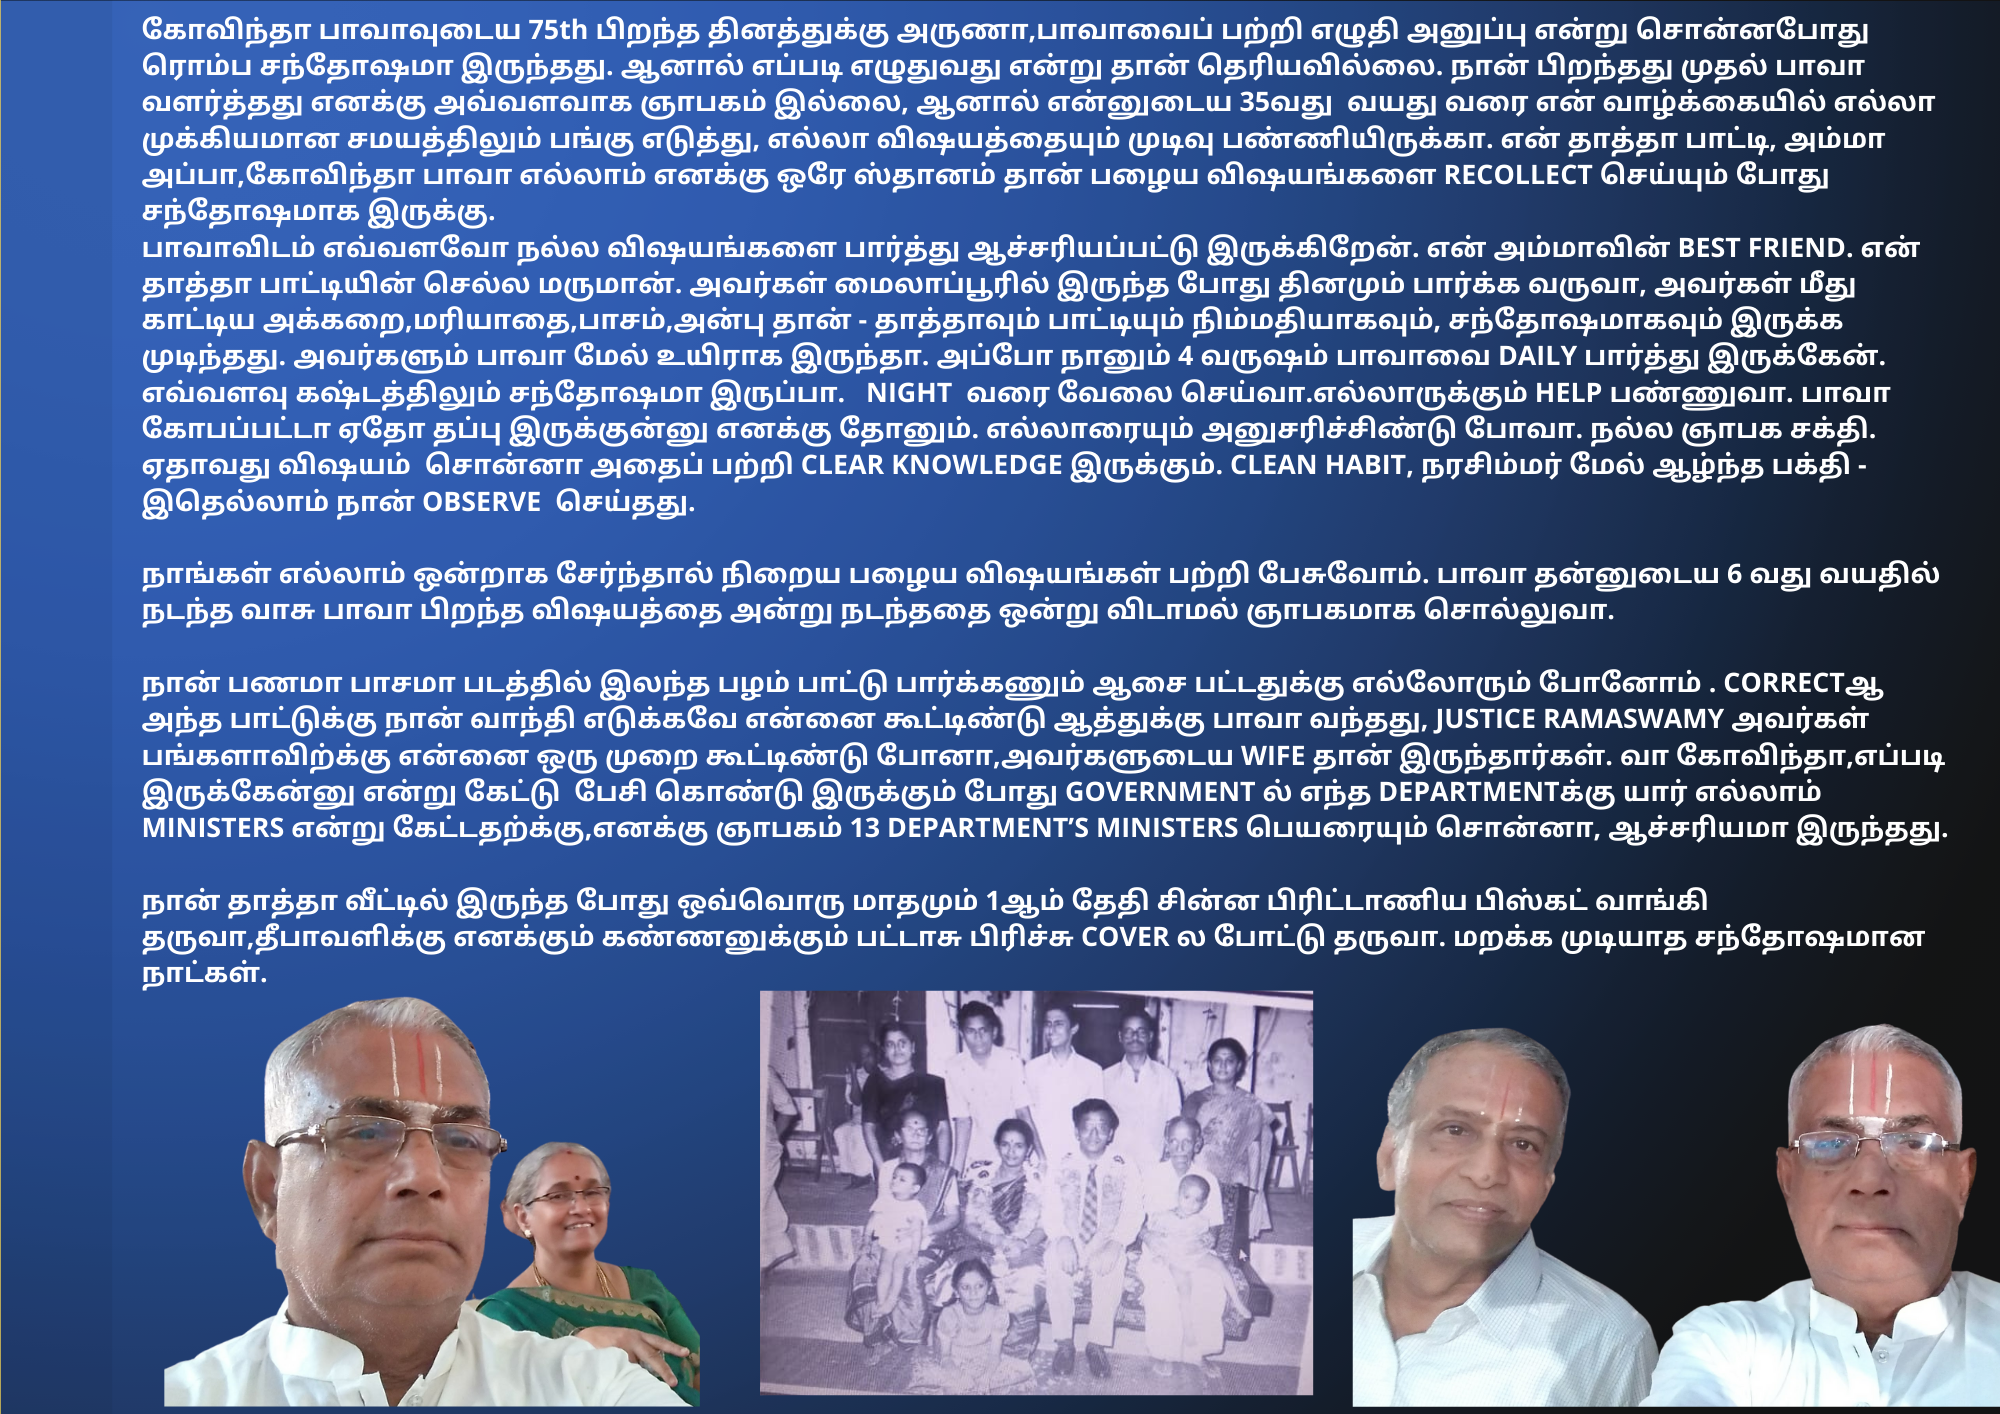 கோவிந்தா பாவாவுடைய 75th பிறந்த தினத்துக்கு அருணா,பாவாவைப் பற்றி எழுதி அனுப்பு என்று சொன்னபோது
ரொம்ப சந்தோஷமா இருந்தது. ஆனால் எப்படி எழுதுவது என்று தான் தெரியவில்லை. நான் பிறந்தது முதல் பாவா
வளர்த்தது எனக்கு அவ்வளவாக ஞாபகம் இல்லை, ஆனால் என்னுடைய 35வது வயது வரை என் வாழ்க்கையில் எல்லா
முக்கியமான சமயத்திலும் பங்கு எடுத்து, எல்லா விஷயத்தையும் முடிவு பண்ணியிருக்கா. என் தாத்தா பாட்டி, அம்மா
அப்பா,கோவிந்தா பாவா எல்லாம் எனக்கு ஒரே ஸ்தானம் தான் பழைய விஷயங்களை RECOLLECT செய்யும் போது
சந்தோஷமாக இருக்கு.
பாவாவிடம் எவ்வளவோ நல்ல விஷயங்களை பார்த்து ஆச்சரியப்பட்டு இருக்கிறேன். என் அம்மாவின் BEST FRIEND. என்
தாத்தா பாட்டியின் செல்ல மருமான். அவர்கள் மைலாப்பூரில் இருந்த போது தினமும் பார்க்க வருவா, அவர்கள் மீது
காட்டிய அக்கறை,மரியாதை,பாசம்,அன்பு தான் - தாத்தாவும் பாட்டியும் நிம்மதியாகவும், சந்தோஷமாகவும் இருக்க
முடிந்தது. அவர்களும் பாவா மேல் உயிராக இருந்தா. அப்போ நானும் 4 வருஷம் பாவாவை DAILY பார்த்து இருக்கேன்.
எவ்வளவு கஷ்டத்திலும் சந்தோஷமா இருப்பா. NIGHT வரை வேலை செய்வா.எல்லாருக்கும் HELP பண்ணுவா. பாவா
கோபப்பட்டா ஏதோ தப்பு இருக்குன்னு எனக்கு தோனும். எல்லாரையும் அனுசரிச்சிண்டு போவா. நல்ல ஞாபக சக்தி.
ஏதாவது விஷயம் சொன்னா அதைப் பற்றி CLEAR KNOWLEDGE இருக்கும். CLEAN HABIT, நரசிம்மர் மேல் ஆழ்ந்த பக்தி -
இதெல்லாம் நான் OBSERVE செய்தது.
நாங்கள் எல்லாம் ஒன்றாக சேர்ந்தால் நிறைய பழைய விஷயங்கள் பற்றி பேசுவோம். பாவா தன்னுடைய 6 வது வயதில்
நடந்த வாசு பாவா பிறந்த விஷயத்தை அன்று நடந்ததை ஒன்று விடாமல் ஞாபகமாக சொல்லுவா.
நான் பணமா பாசமா படத்தில் இலந்த பழம் பாட்டு பார்க்கணும் ஆசை பட்டதுக்கு எல்லோரும் போனோம் . CORRECTஆ
அந்த பாட்டுக்கு நான் வாந்தி எடுக்கவே என்னை கூட்டிண்டு ஆத்துக்கு பாவா வந்தது, JUSTICE RAMASWAMY அவர்கள்
பங்களாவிற்க்கு என்னை ஒரு முறை கூட்டிண்டு போனா,அவர்களுடைய WIFE தான் இருந்தார்கள். வா கோவிந்தா,எப்படி
இருக்கேன்னு என்று கேட்டு பேசி கொண்டு இருக்கும் போது GOVERNMENT ல் எந்த DEPARTMENTக்கு யார் எல்லாம்
MINISTERS என்று கேட்டதற்க்கு,எனக்கு ஞாபகம் 13 DEPARTMENT’S MINISTERS பெயரையும் சொன்னா, ஆச்சரியமா இருந்தது.
நான் தாத்தா வீட்டில் இருந்த போது ஒவ்வொரு மாதமும் 1ஆம் தேதி சின்ன பிரிட்டாணிய பிஸ்கட் வாங்கி
தருவா,தீபாவளிக்கு எனக்கும் கண்ணனுக்கும் பட்டாசு பிரிச்சு COVER ல போட்டு தருவா. மறக்க முடியாத சந்தோஷமான
நாட்கள்.